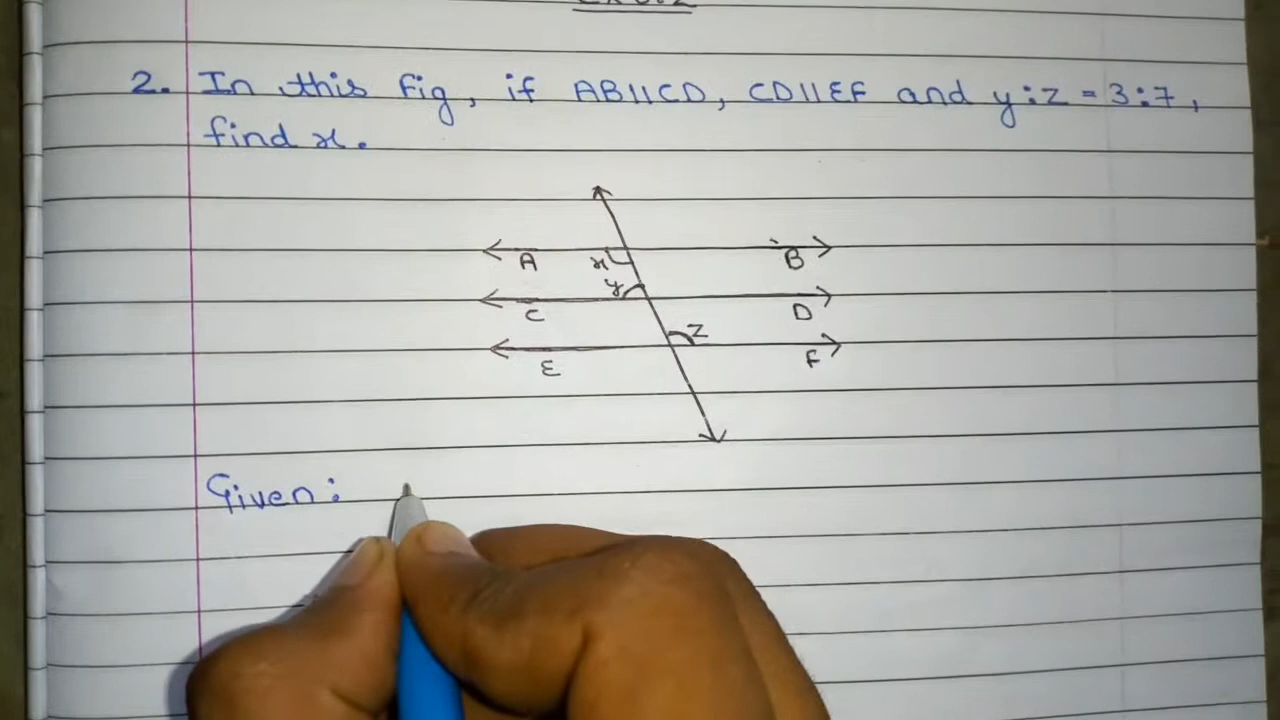 2. In this fig, if AB||CD, CD||EF and y:z = 3:7,
find x.
A
B
x
y
C
D
z
E
F
Given: